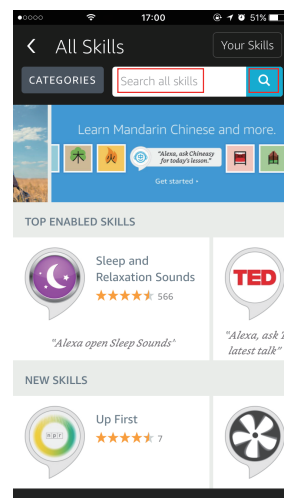 17:00 51%
All Skills Your Skills
CATEGORIES Search all skills
Learn Mandarin Chinese and more.
"Alexa, ask Chineasy
for today's lesson."
Get started
TOP ENABLED SKILLS
Sleep and
Relaxation Sounds
566
TED
"Alexa open Sleep Sounds"
"Alexa, ask
latest talk"
NEW SKILLS
Up First
7
npr